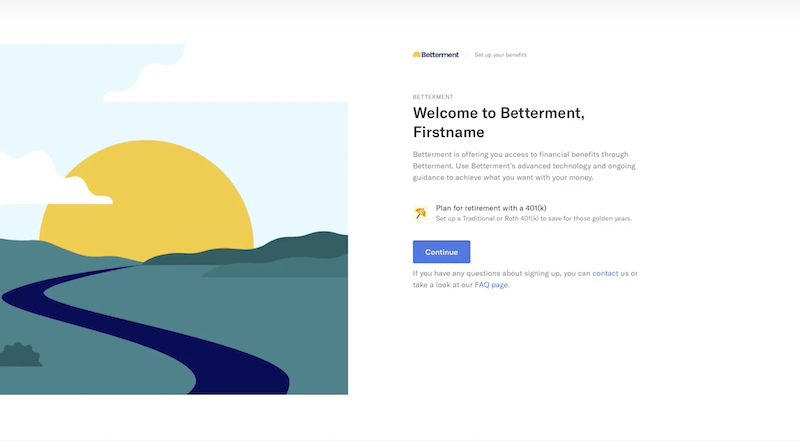 Betterment | Set up your benefits
BETTERMENT
Welcome to Betterment,
Firstname
Betterment is offering you access to financial benefits through
Betterment. Use Betterment's advanced technology and ongoing
guidance to achieve what you want with your money.
Plan for retirement with a 401(k)
Set up a Traditional or Roth 401(k) to save for those golden years.
Continue
If you have any questions about signing up, you can contact us or
take a look at our FAQ page.